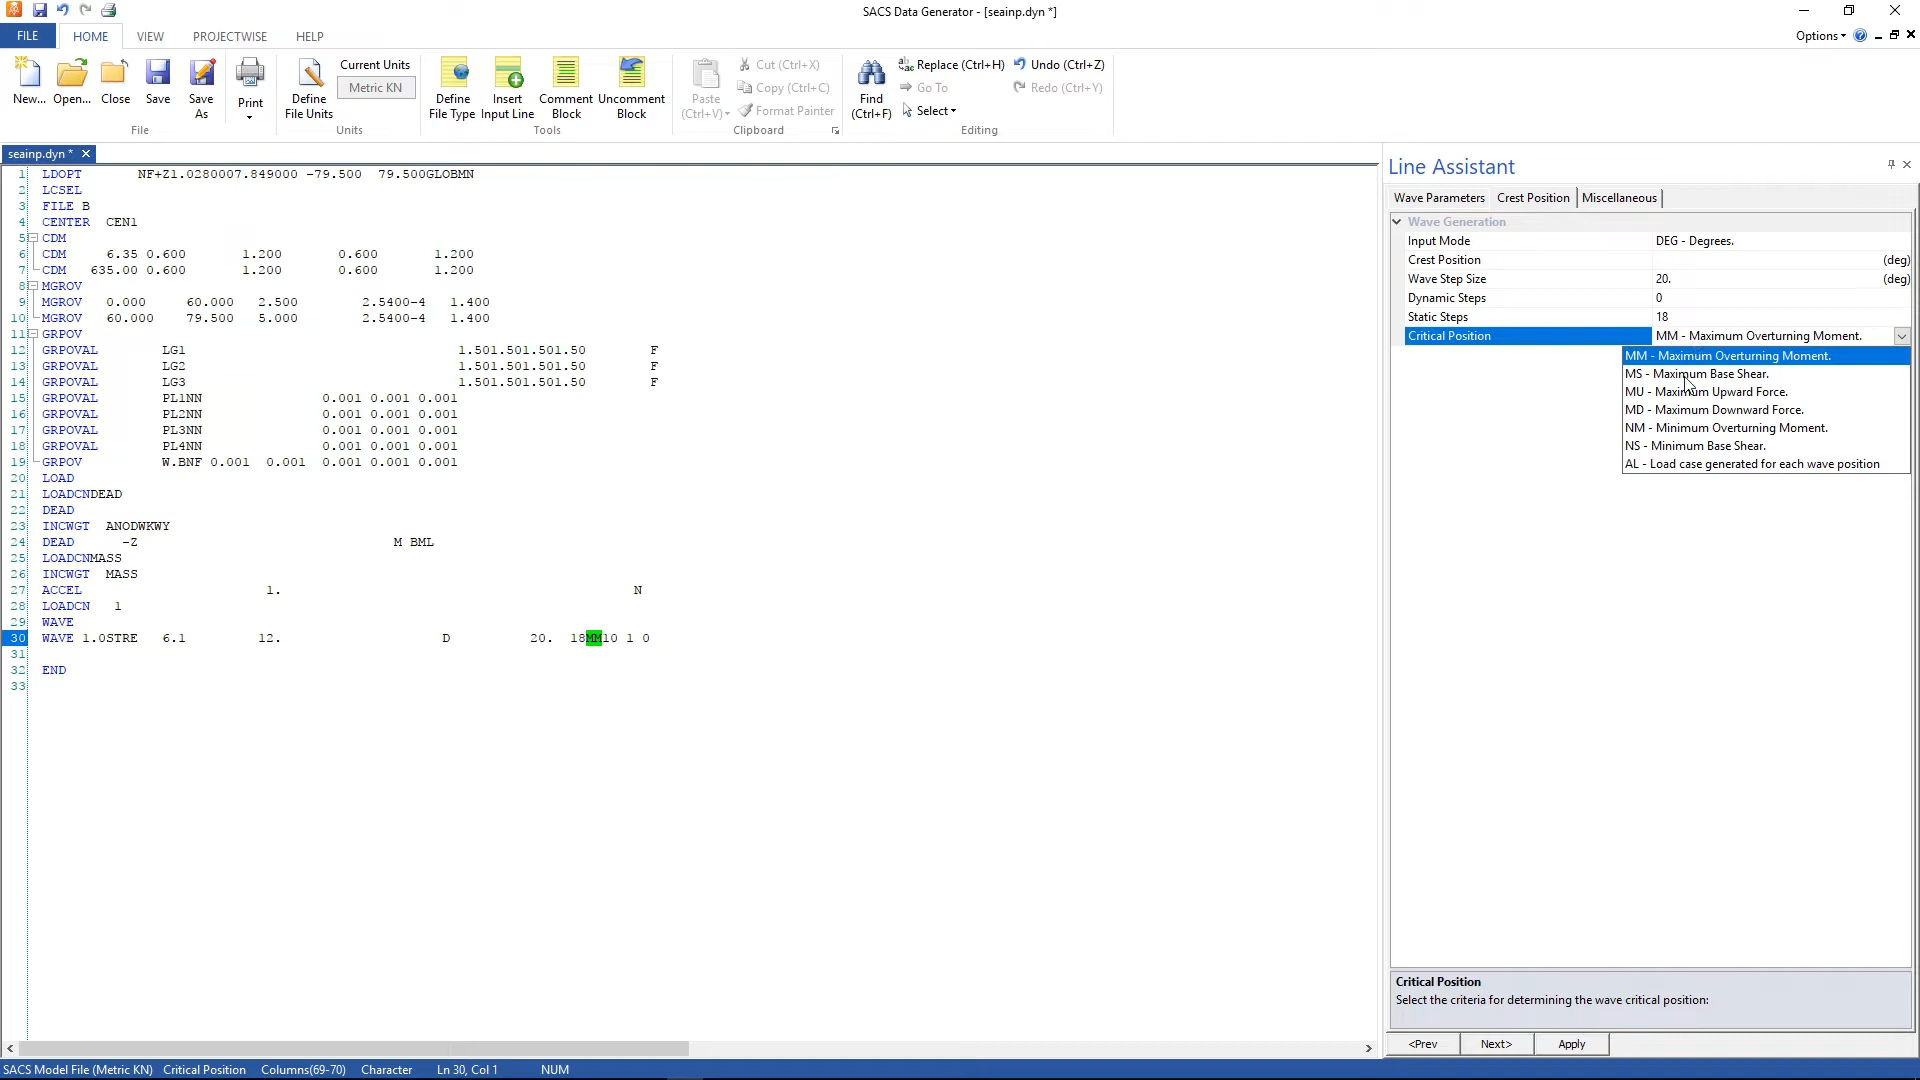 SACS Data Generator - [seainp.dyn *]
FILE HOME VIEW PROJECTWISE HELP
Options
New... Open... Close Save Save As Print
File
Define File Units
Current Units
Metric KN
Units
Define File Type
Insert Input Line
Comment Block
Uncomment Block
Tools
Paste (Ctrl+V)
Cut (Ctrl+X)
Copy (Ctrl+C)
Format Painter
Clipboard
Find (Ctrl+F)
Replace (Ctrl+H)
Go To
Select
Undo (Ctrl+Z)
Redo (Ctrl+Y)
Editing
seainp.dyn *
1 LDOPT       NF+Z1.0280007.849000 -79.500  79.500GLOBMN
2 LCSEL
3 FILE B
4 CENTER  CEN1
5 CDM
6 CDM     6.35 0.600       1.200       0.600       1.200
7 CDM   635.00 0.600       1.200       0.600       1.200
8 MGROV
9 MGROV   0.000     60.000   2.500        2.5400-4   1.400
10 MGROV   60.000    79.500   5.000        2.5400-4   1.400
11 GRPOV
12 GRPOVAL        LG1                                  1.501.501.501.50        F
13 GRPOVAL        LG2                                  1.501.501.501.50        F
14 GRPOVAL        LG3                                  1.501.501.501.50        F
15 GRPOVAL        PL1NN               0.001 0.001 0.001
16 GRPOVAL        PL2NN               0.001 0.001 0.001
17 GRPOVAL        PL3NN               0.001 0.001 0.001
18 GRPOVAL        PL4NN               0.001 0.001 0.001
19 GRPOV          W.BNF 0.001  0.001  0.001 0.001 0.001
20 LOAD
21 LOADCNDEAD
22 DEAD
23 INCWGT  ANODWKWY
24 DEAD      -Z                                M BML
25 LOADCNMASS
26 INCWGT  MASS
27 ACCEL                       1.                                            N
28 LOADCN   1
29 WAVE
30 WAVE 1.0STRE   6.1         12.                    D          20.  18MM10 1 0
31
32 END
33
Line Assistant
Wave Parameters Crest Position Miscellaneous
Wave Generation
Input Mode DEG - Degrees.
Crest Position (deg)
Wave Step Size 20. (deg)
Dynamic Steps 0
Static Steps 18
Critical Position MM - Maximum Overturning Moment.
MM - Maximum Overturning Moment.
MS - Maximum Base Shear.
MU - Maximum Upward Force.
MD - Maximum Downward Force.
NM - Minimum Overturning Moment.
NS - Minimum Base Shear.
AL - Load case generated for each wave position
Critical Position
Select the criteria for determining the wave critical position:
<Prev Next> Apply
SACS Model File (Metric KN) Critical Position Columns(69-70) Character Ln 30, Col 1 NUM